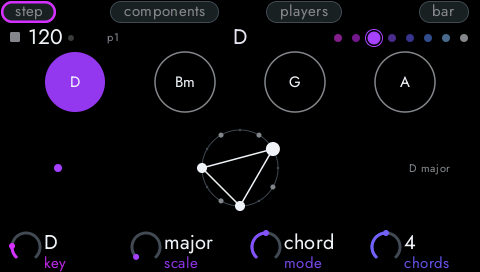 step components players bar
120 p1 D
D Bm G A
D major
D major chord 4
key scale mode chords